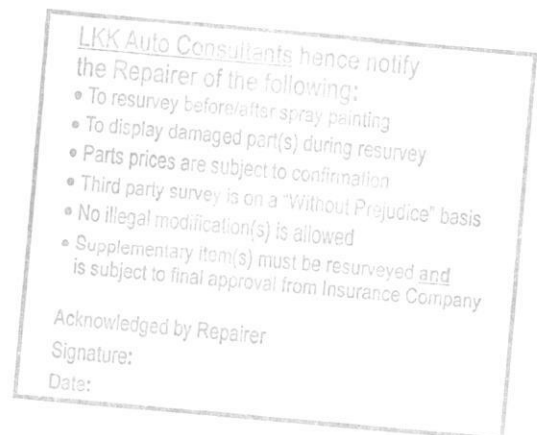 LKK Auto Consultants hence notify
the Repairer of the following:
• To resurvey before/after spray painting
• To display damaged part(s) during resurvey
• Parts prices are subject to confirmation
• Third party survey is on a "Without Prejudice" basis
• No illegal modification(s) is allowed
• Supplementary item(s) must be resurveyed and
is subject to final approval from Insurance Company
Acknowledged by Repairer
Signature:
Date: